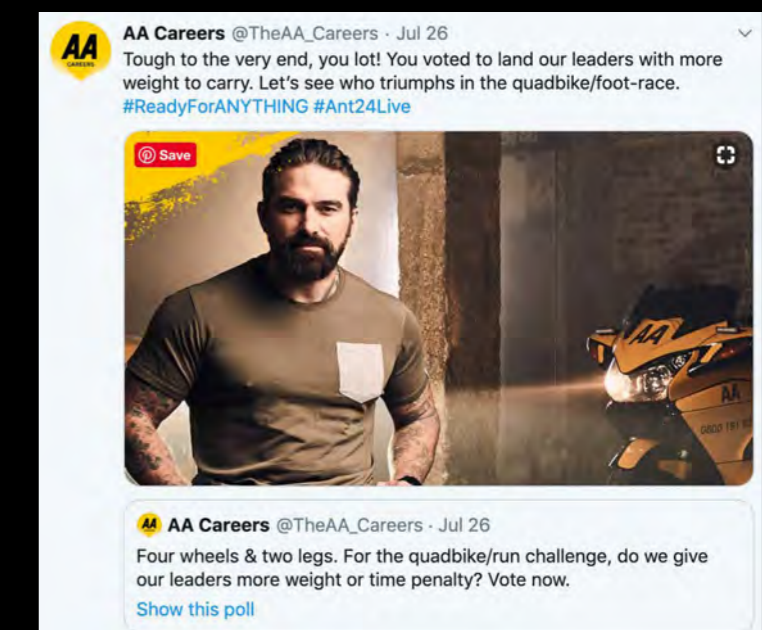 AA
CAREERS
AA Careers @TheAA_Careers · Jul 26
Tough to the very end, you lot! You voted to land our leaders with more
weight to carry. Let's see who triumphs in the quadbike/foot-race.
#ReadyForANYTHING #Ant24Live
Save
AA
AA
AA
AA Careers @TheAA_Careers · Jul 26
Four wheels & two legs. For the quadbike/run challenge, do we give
our leaders more weight or time penalty? Vote now.
Show this poll